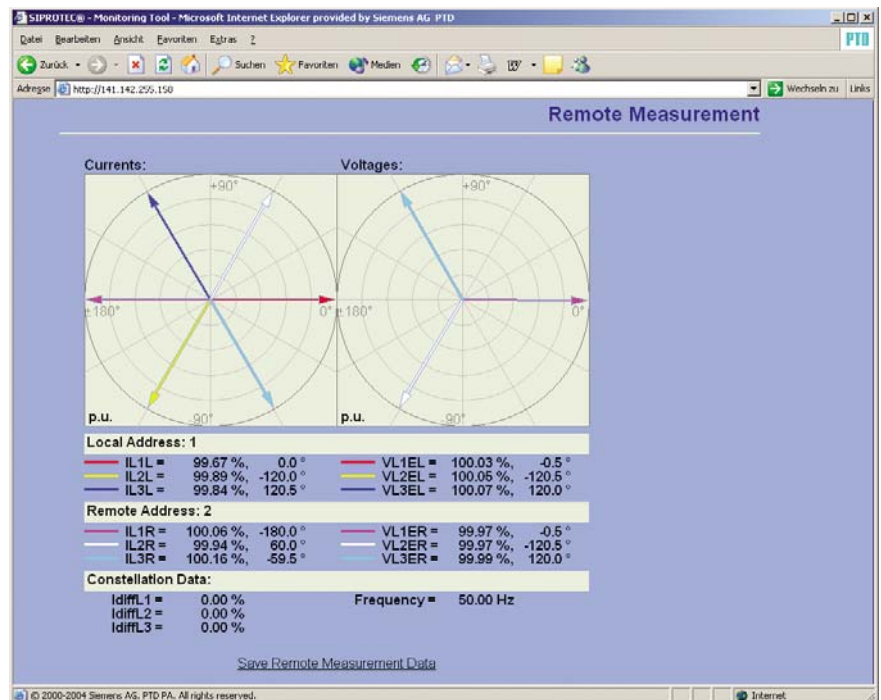 SIPROTEC® - Monitoring Tool - Microsoft Internet Explorer provided by Siemens AG PTD
Datei Bearbeiten Ansicht Favoriten Extras ?
PTD
Zurück Suchen Favoriten Medien
Adresse http://141.142.255.150 Wechseln zu Links
Remote Measurement
Currents: Voltages:
+90° +90°
±180° 0° ±180° 0°
-90° -90°
p.u. p.u.
Local Address: 1
IL1L = 99.67 %, 0.0 ° VL1EL = 100.03 %, -0.5 °
IL2L = 99.89 %, -120.0 ° VL2EL = 100.05 %, -120.5 °
IL3L = 99.84 %, 120.5 ° VL3EL = 100.07 %, 120.0 °
Remote Address: 2
IL1R = 100.06 %, -180.0 ° VL1ER = 99.97 %, -0.5 °
IL2R = 99.94 %, 60.0 ° VL2ER = 99.97 %, -120.5 °
IL3R = 100.16 %, -59.5 ° VL3ER = 99.99 %, 120.0 °
Constellation Data:
IdiffL1 = 0.00 % Frequency = 50.00 Hz
IdiffL2 = 0.00 %
IdiffL3 = 0.00 %
Save Remote Measurement Data
© 2000-2004 Siemens AG. PTD PA. All rights reserved. Internet